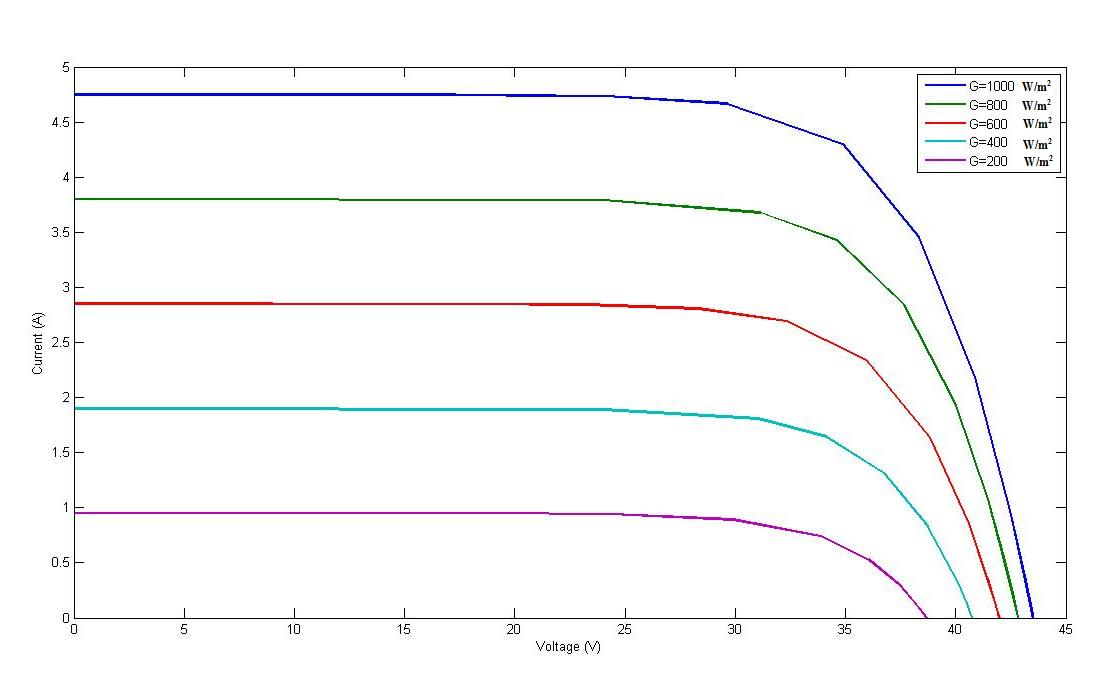 5
4.5
4
3.5
3
2.5
2
1.5
1
0.5
0
Current (A)
G=1000 W/m²
G=800 W/m²
G=600 W/m²
G=400 W/m²
G=200 W/m²
0 5 10 15 20 25 30 35 40 45
Voltage (V)